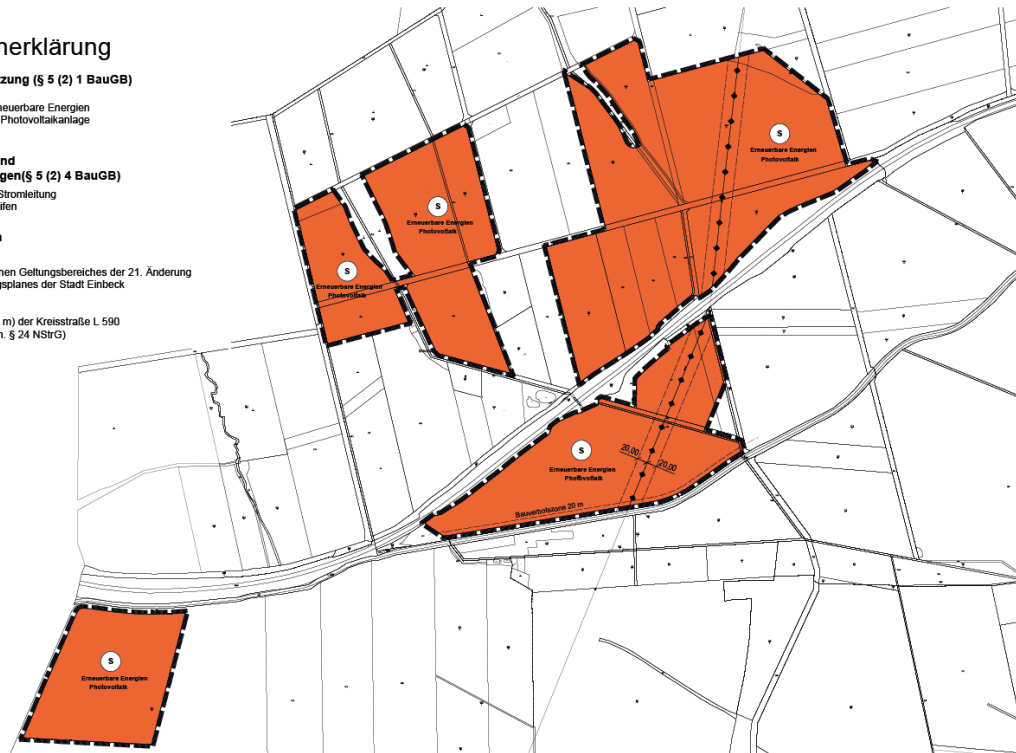 nerklärung
zung (§ 5 (2) 1 BauGB)
neuerbare Energien
Photovoltaikanlage
nd
gen(§ 5 (2) 4 BauGB)
Stromleitung
ifen
n
hen Geltungsbereiches der 21. Änderung
gsplanes der Stadt Einbeck
m) der Kreisstraße L 590
n. § 24 NStrG)
S
Erneuerbare Energien
Photovoltaik
S
Erneuerbare Energien
Photovoltaik
S
Erneuerbare Energien
Photovoltaik
S
Erneuerbare Energien
Photovoltaik
20,00
20,00
Bauverbotszone 20 m
S
Erneuerbare Energien
Photovoltaik